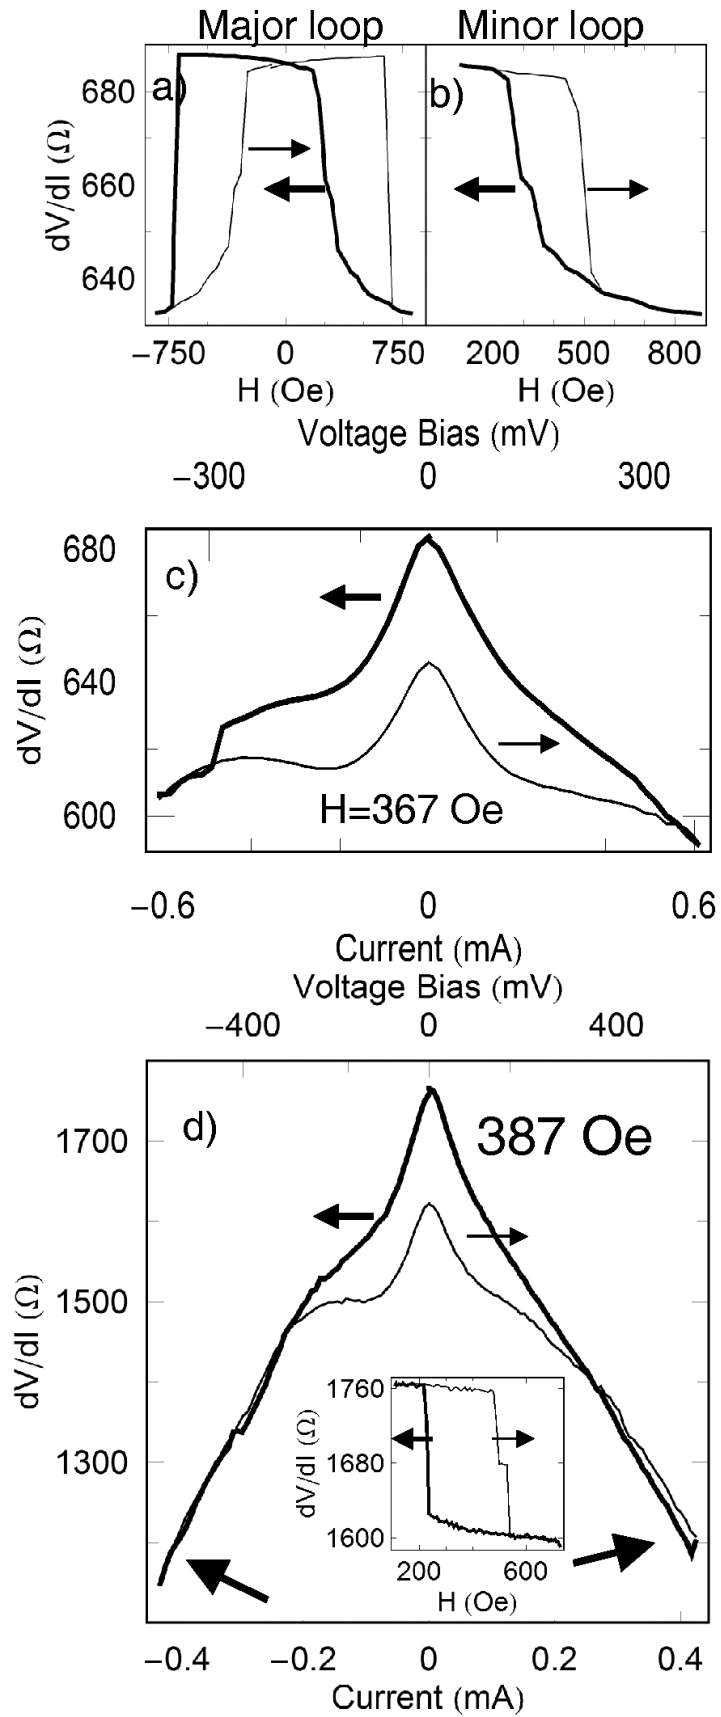 Major loop Minor loop
a) b)
dV/dI (Ω)
680
660
640
−750 0 750 200 500 800
H (Oe) H (Oe)
Voltage Bias (mV)
−300 0 300
c)
dV/dI (Ω)
680
640
600
H=367 Oe
−0.6 0 0.6
Current (mA)
Voltage Bias (mV)
−400 0 400
d)
387 Oe
dV/dI (Ω)
1700
1500
1300
dV/dI (Ω)
1760
1680
1600
200 600
H (Oe)
−0.4 −0.2 0 0.2 0.4
Current (mA)